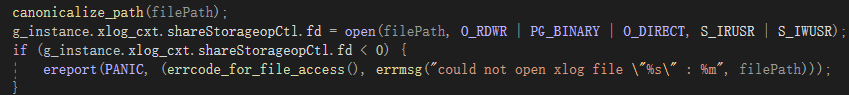 canonicalize_path(filePath);
g_instance.xlog_cxt.shareStorageopCtl.fd = open(filePath, O_RDWR | PG_BINARY | O_DIRECT, S_IRUSR | S_IWUSR);
if (g_instance.xlog_cxt.shareStorageopCtl.fd < 0) {
    ereport(PANIC, (errcode_for_file_access(), errmsg("could not open xlog file \"%s\" : %m", filePath)));
}